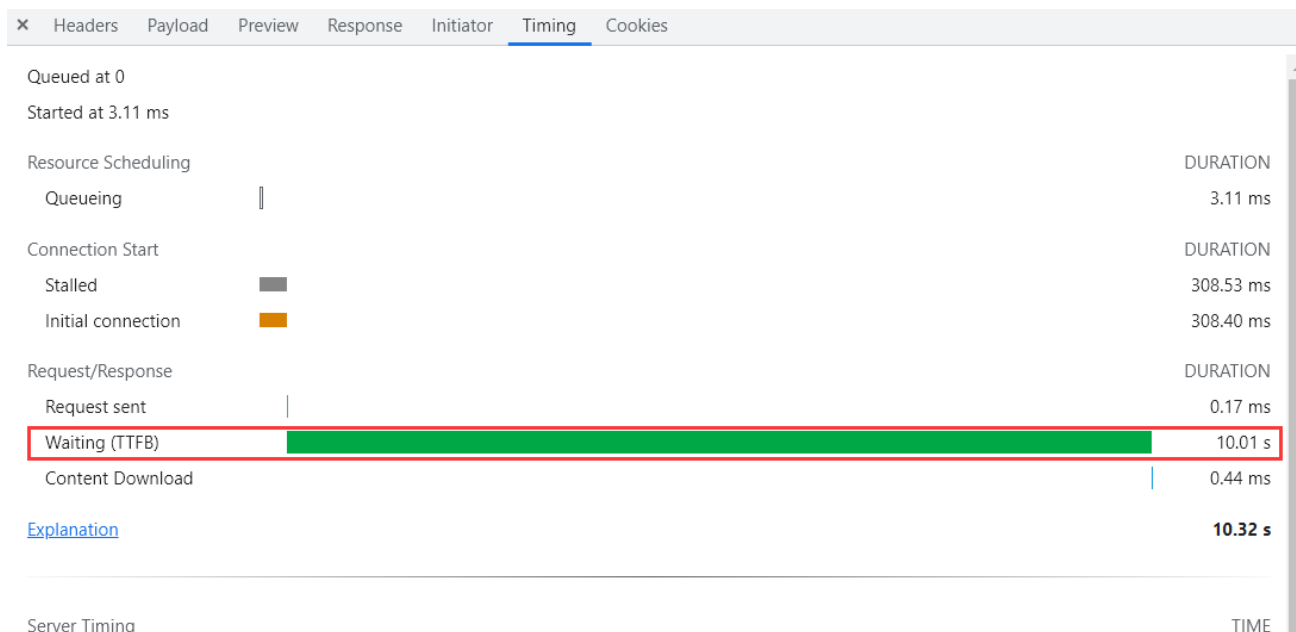 × Headers Payload Preview Response Initiator Timing Cookies
Queued at 0
Started at 3.11 ms
Resource Scheduling DURATION
Queueing 3.11 ms
Connection Start DURATION
Stalled 308.53 ms
Initial connection 308.40 ms
Request/Response DURATION
Request sent 0.17 ms
Waiting (TTFB) 10.01 s
Content Download 0.44 ms
Explanation 10.32 s
Server Timing TIME